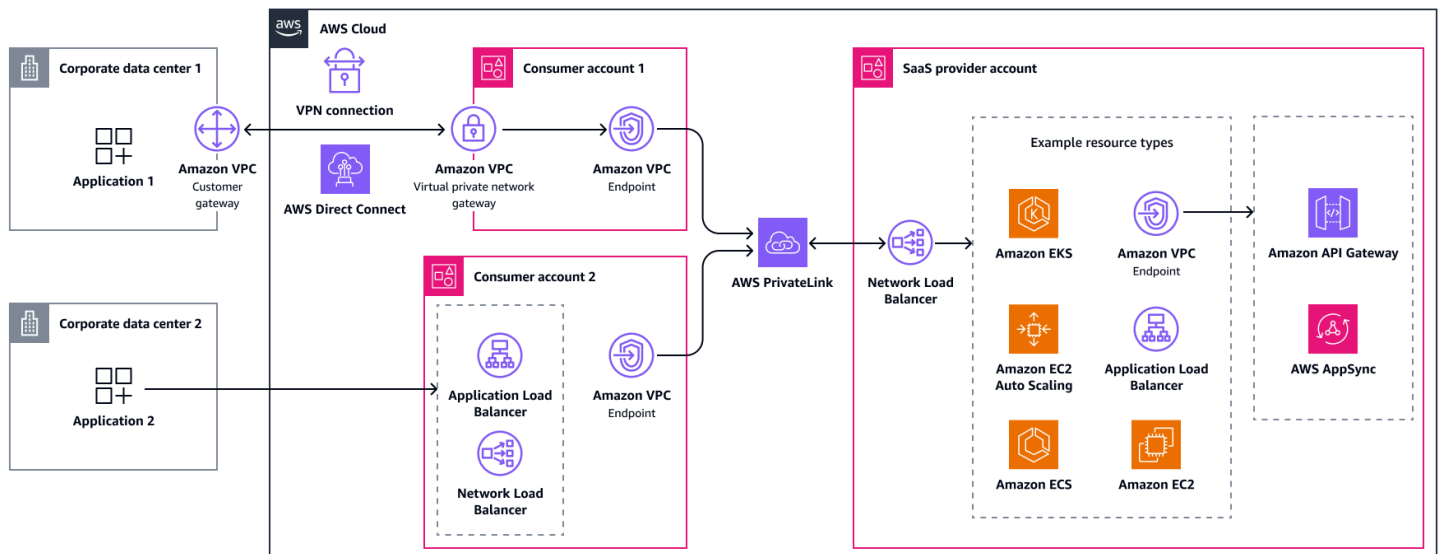 aws
AWS Cloud
Corporate data center 1
Application 1
Amazon VPC
Customer
gateway
VPN connection
AWS Direct Connect
Consumer account 1
Amazon VPC
Virtual private network
gateway
Amazon VPC
Endpoint
Corporate data center 2
Application 2
Consumer account 2
Application Load
Balancer
Network Load
Balancer
Amazon VPC
Endpoint
AWS PrivateLink
SaaS provider account
Network Load
Balancer
Example resource types
K
Amazon EKS
Amazon VPC
Endpoint
Amazon EC2
Auto Scaling
Application Load
Balancer
Amazon ECS
Amazon EC2
</>
Amazon API Gateway
AWS AppSync